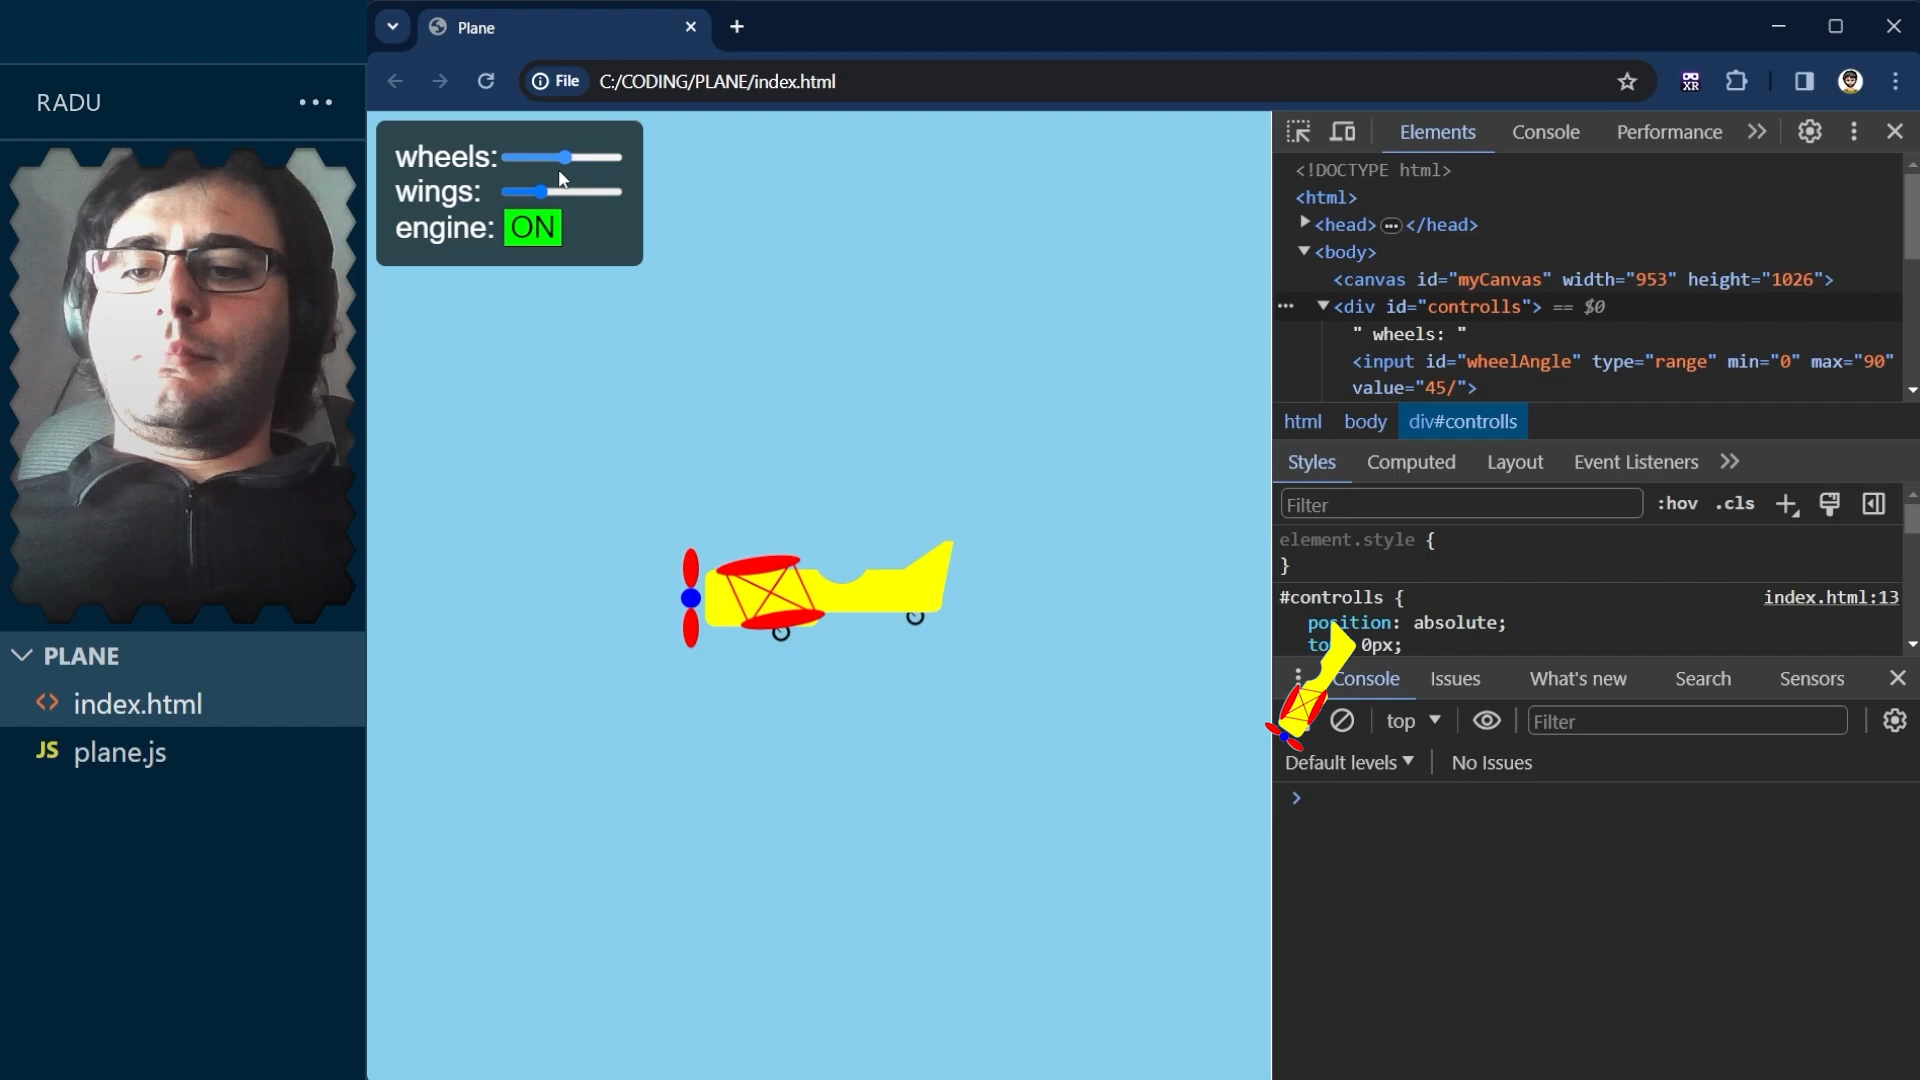 RADU
PLANE
index.html
JS plane.js
Plane
File C:/CODING/PLANE/index.html
XR
wheels:
wings:
engine: ON
Elements Console Performance
<!DOCTYPE html>
<html>
<head> </head>
<body>
<canvas id="myCanvas" width="953" height="1026">
<div id="controlls"> == $0
" wheels: "
<input id="wheelAngle" type="range" min="0" max="90"
value="45/">
html body div#controlls
Styles Computed Layout Event Listeners
Filter :hov .cls
element.style {
}
#controlls { index.html:13
position: absolute;
0px;
Console Issues What's new Search Sensors
top Filter
Default levels No Issues